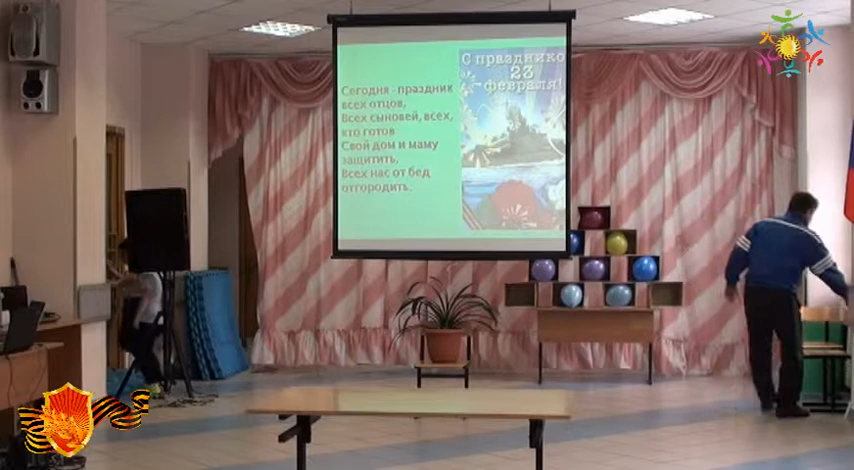 Сегодня - праздник
всех отцов,
Всех сыновей, всех,
кто готов
Свой дом и маму
защитить,
Всех нас от бед
отгородить.
С праздником
23
февраля!